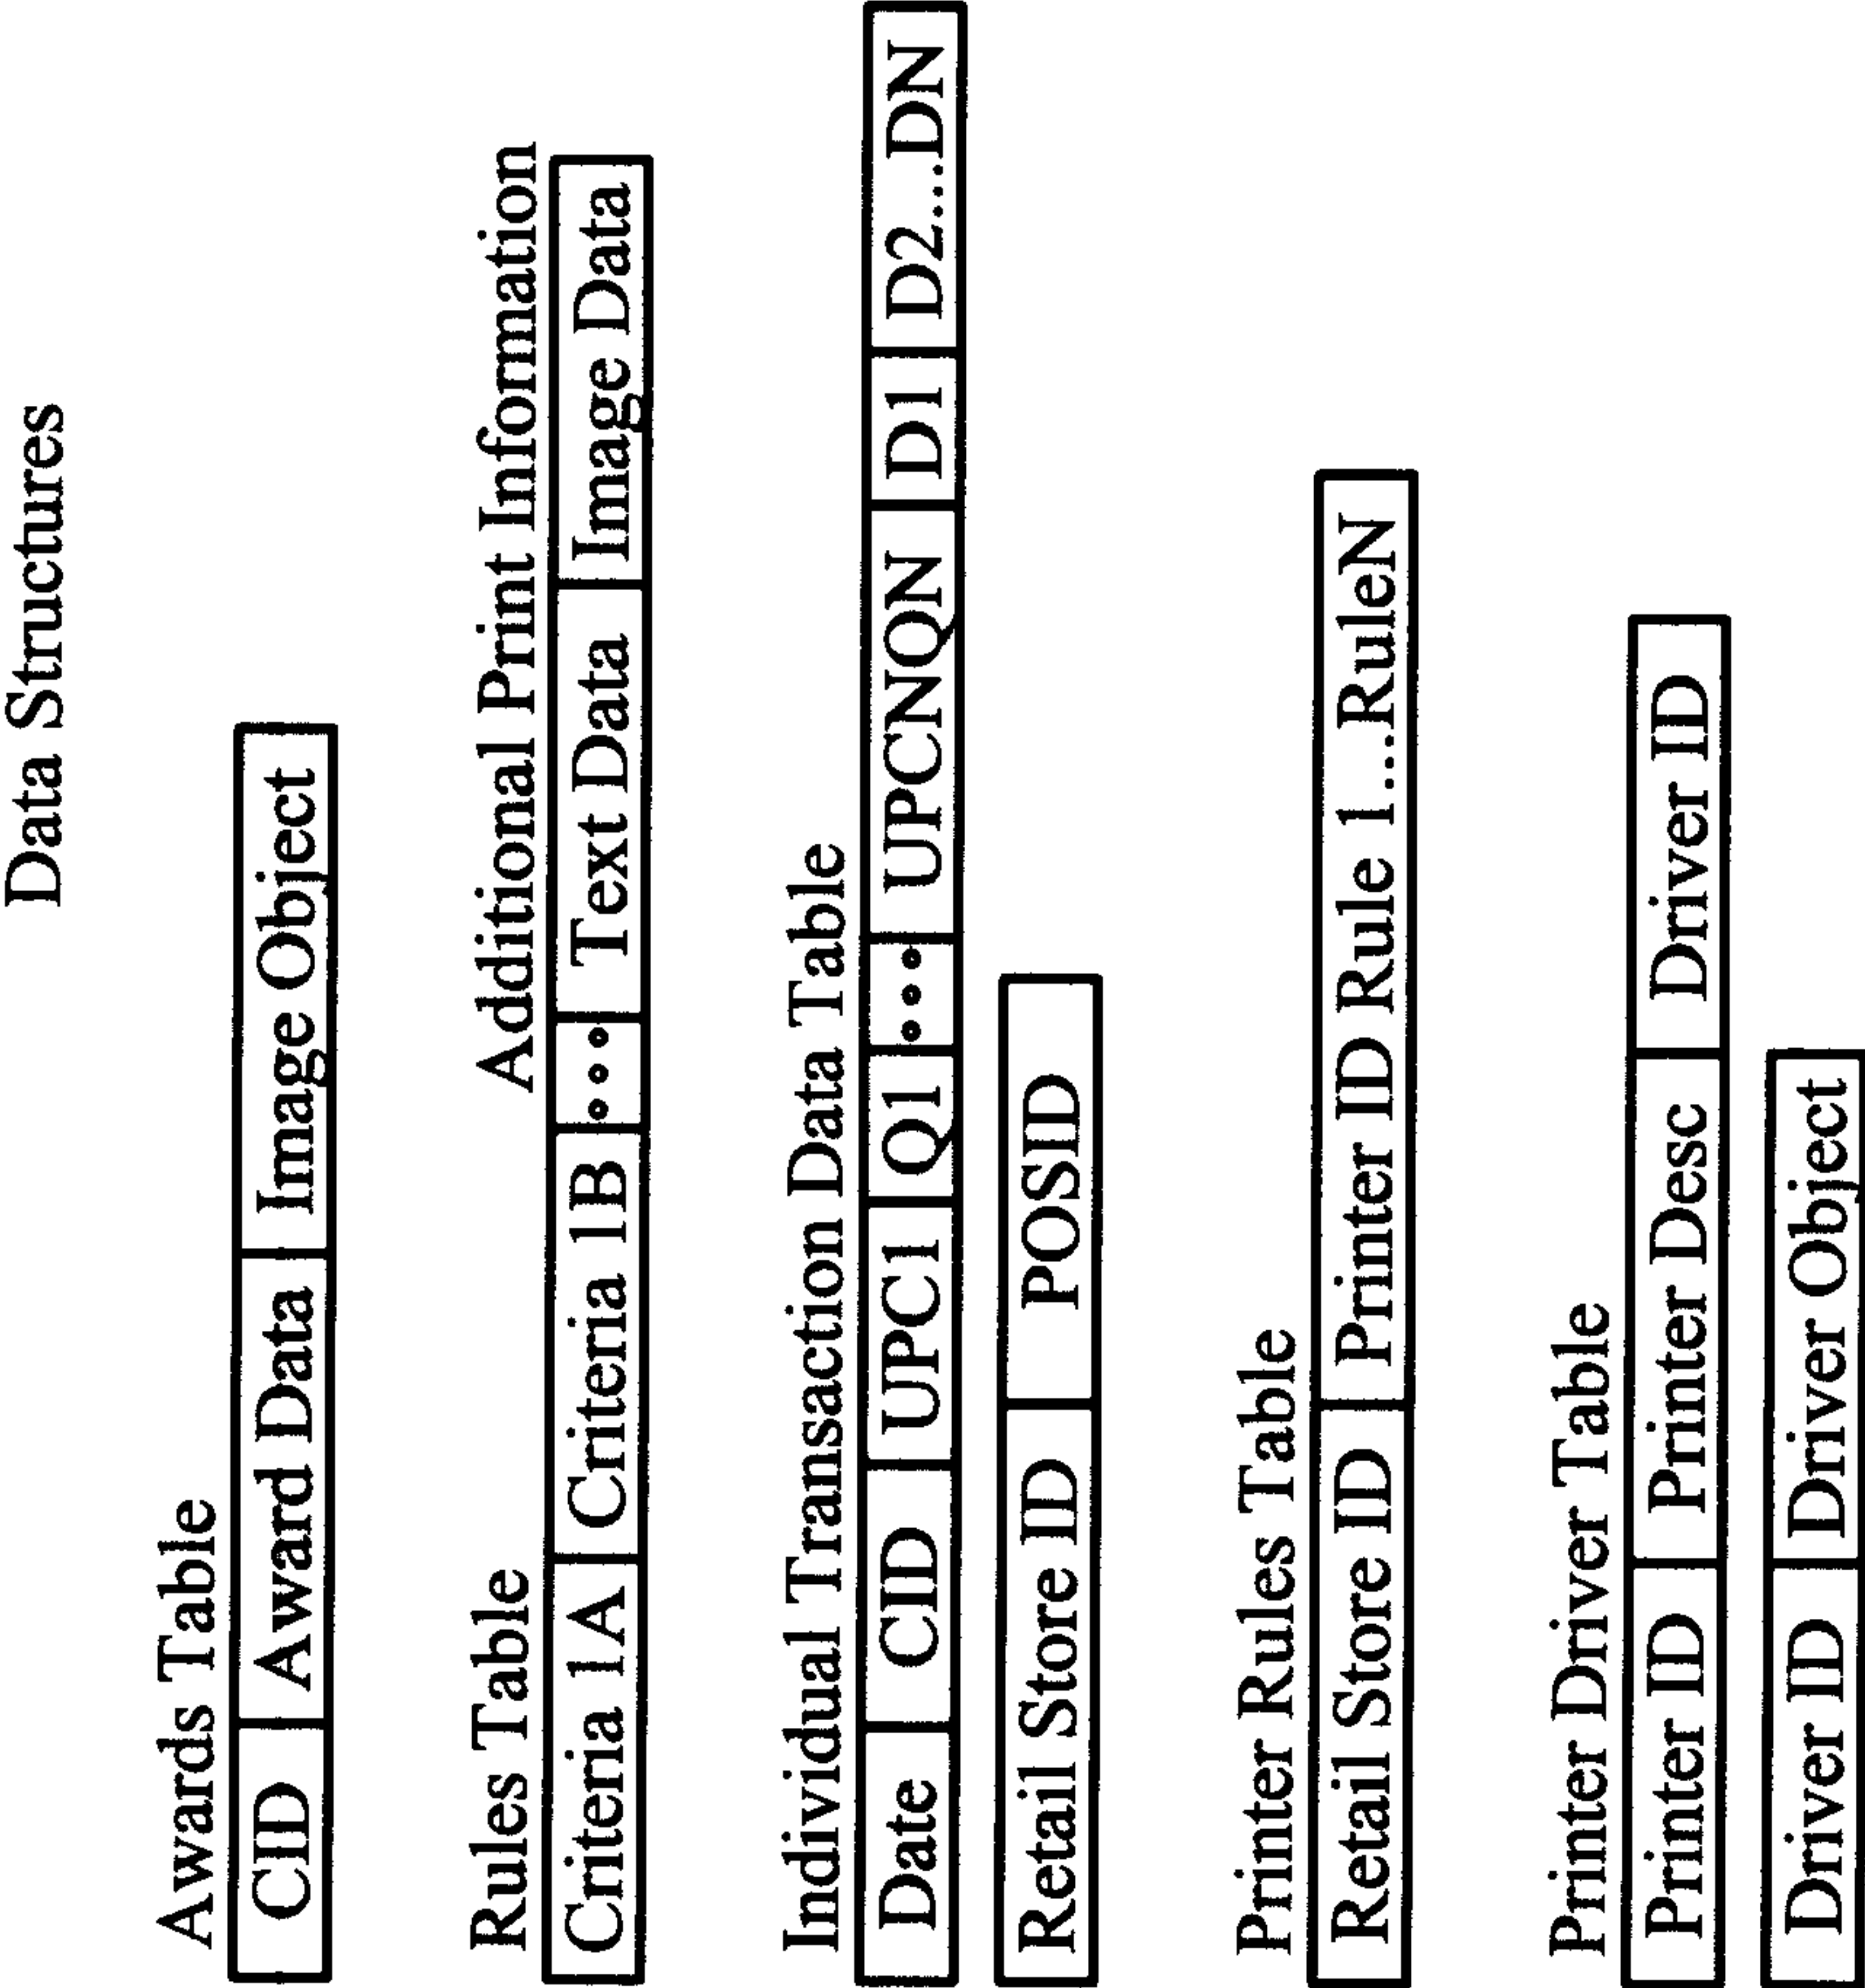 Data Structures
Awards Table
CID Award Data Image Object
Rules Table Additional Print Information
Criteria 1A Criteria 1B ••• Text Data Image Data
Individual Transaction Data Table
Date CID UPC1 Q1 ••• UPCNQN D1 D2...DN
Retail Store ID POSID
Printer Rules Table
Retail Store ID Printer ID Rule 1...RuleN
Printer Driver Table
Printer ID Printer Desc Driver ID
Driver ID Driver Object